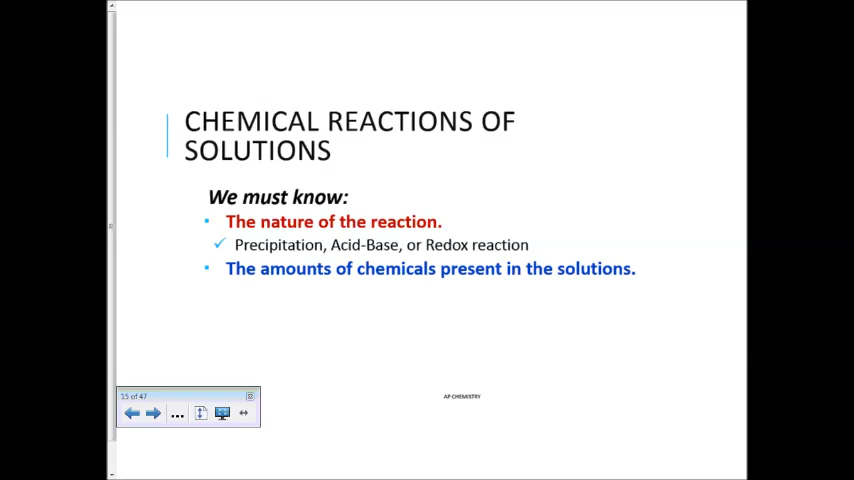 CHEMICAL REACTIONS OF
SOLUTIONS
We must know:
The nature of the reaction.
Precipitation, Acid-Base, or Redox reaction
The amounts of chemicals present in the solutions.
15 of 47
AP CHEMISTRY